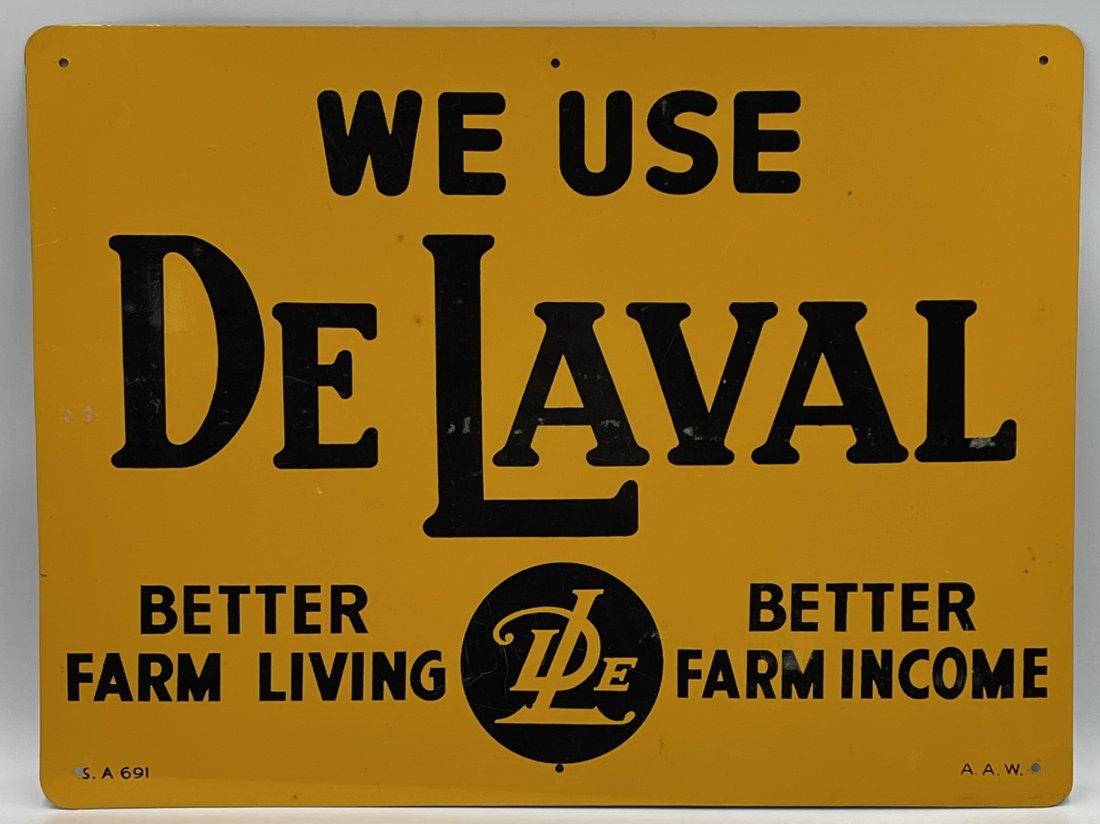 WE USE
DE LAVAL
BETTER
FARM LIVING
DLE
BETTER
FARM INCOME
S. A 691
A. A. W.